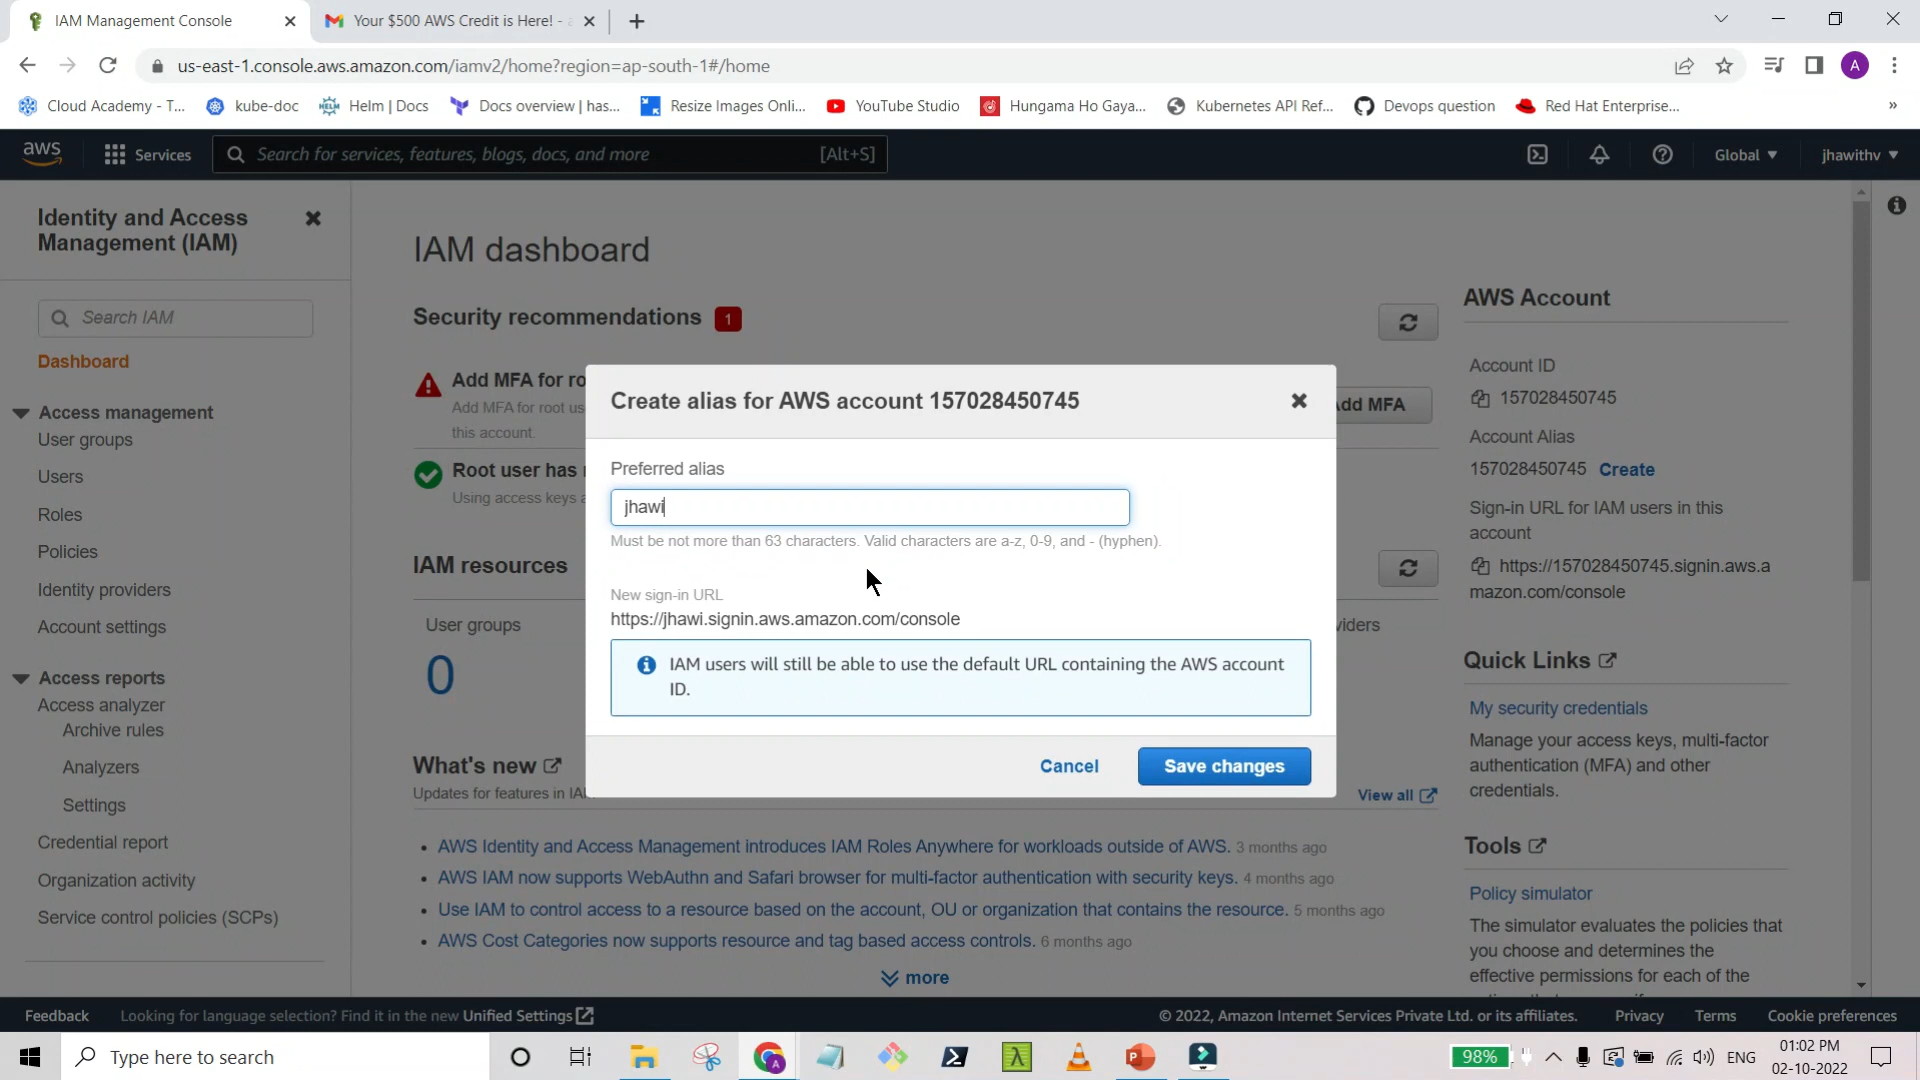 IAM Management Console
Your $500 AWS Credit is Here! -
us-east-1.console.aws.amazon.com/iamv2/home?region=ap-south-1#/home
A
Cloud Academy - T...
kube-doc
Helm | Docs
Docs overview | has...
Resize Images Onli...
YouTube Studio
Hungama Ho Gaya...
Kubernetes API Ref...
Devops question
Red Hat Enterprise...
»
aws
Services
Search for services, features, blogs, docs, and more
[Alt+S]
Global
jhawithv
Identity and Access
Management (IAM)
Search IAM
Dashboard
Access management
User groups
Users
Roles
Policies
Identity providers
Account settings
Access reports
Access analyzer
Archive rules
Analyzers
Settings
Credential report
Organization activity
Service control policies (SCPs)
IAM dashboard
Security recommendations 1
Add MFA for ro
Add MFA for root us
this account.
dd MFA
Root user has
Using access keys a
IAM resources
User groups
0
viders
What's new
Updates for features in IA
View all
AWS Identity and Access Management introduces IAM Roles Anywhere for workloads outside of AWS. 3 months ago
AWS IAM now supports WebAuthn and Safari browser for multi-factor authentication with security keys. 4 months ago
Use IAM to control access to a resource based on the account, OU or organization that contains the resource. 5 months ago
AWS Cost Categories now supports resource and tag based access controls. 6 months ago
more
Create alias for AWS account 157028450745
Preferred alias
jhawi
Must be not more than 63 characters. Valid characters are a-z, 0-9, and - (hyphen).
New sign-in URL
https://jhawi.signin.aws.amazon.com/console
IAM users will still be able to use the default URL containing the AWS account
ID.
Cancel
Save changes
AWS Account
Account ID
157028450745
Account Alias
157028450745 Create
Sign-in URL for IAM users in this
account
https://157028450745.signin.aws.a
mazon.com/console
Quick Links
My security credentials
Manage your access keys, multi-factor
authentication (MFA) and other
credentials.
Tools
Policy simulator
The simulator evaluates the policies that
you choose and determines the
effective permissions for each of the
Feedback
Looking for language selection? Find it in the new Unified Settings
© 2022, Amazon Internet Services Private Ltd. or its affiliates.
Privacy
Terms
Cookie preferences
Type here to search
98%
ENG
01:02 PM
02-10-2022